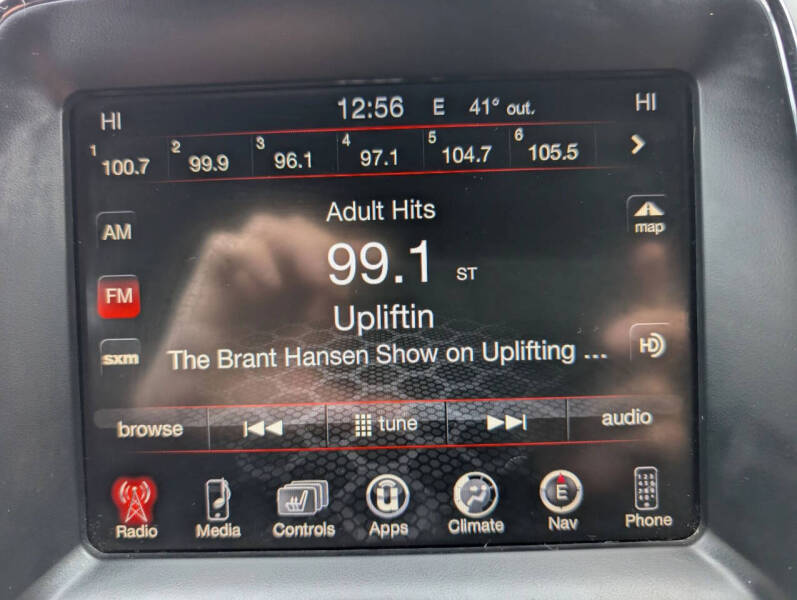 HI 12:56 E 41° out. HI
1 100.7 2 99.9 3 96.1 4 97.1 5 104.7 6 105.5
Adult Hits
AM
map
99.1 ST
FM
Upliftin
HD
sxm
The Brant Hansen Show on Uplifting ...
browse tune audio
Radio Media Controls Apps Climate E Nav Phone